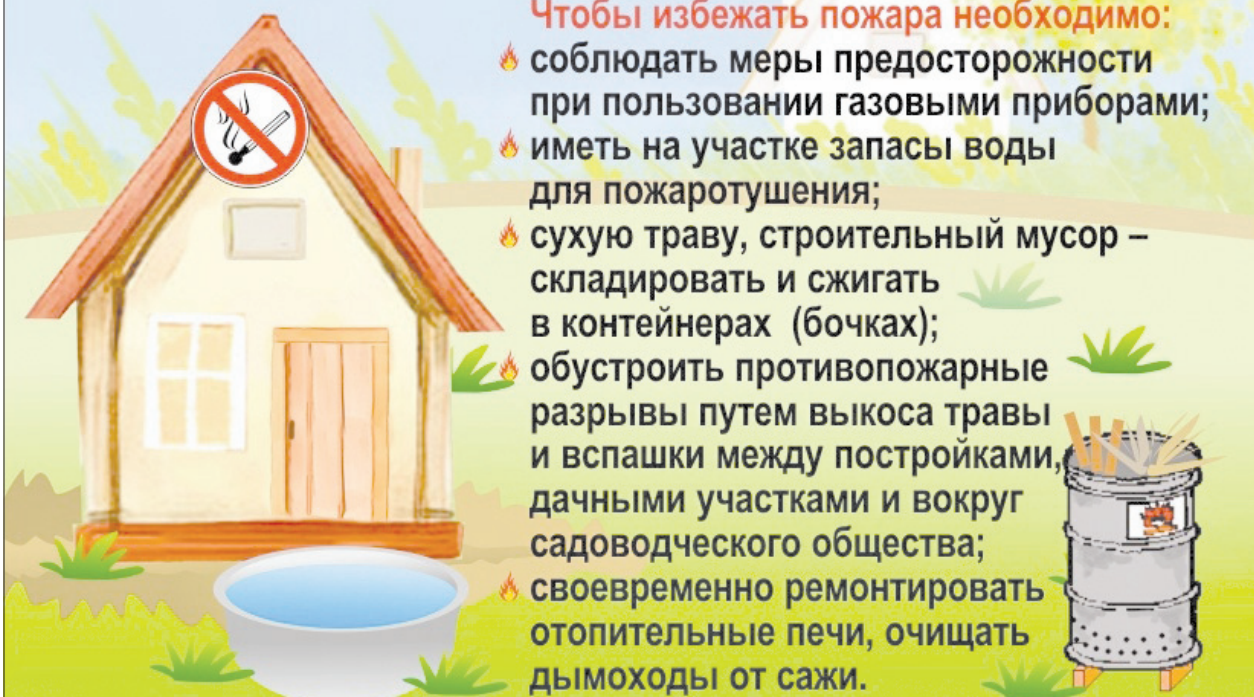 Чтобы избежать пожара необходимо:
соблюдать меры предосторожности
при пользовании газовыми приборами;
иметь на участке запасы воды
для пожаротушения;
сухую траву, строительный мусор –
складировать и сжигать
в контейнерах (бочках);
обустроить противопожарные
разрывы путем выкоса травы
и вспашки между постройками,
дачными участками и вокруг
садоводческого общества;
своевременно ремонтировать
отопительные печи, очищать
дымоходы от сажи.